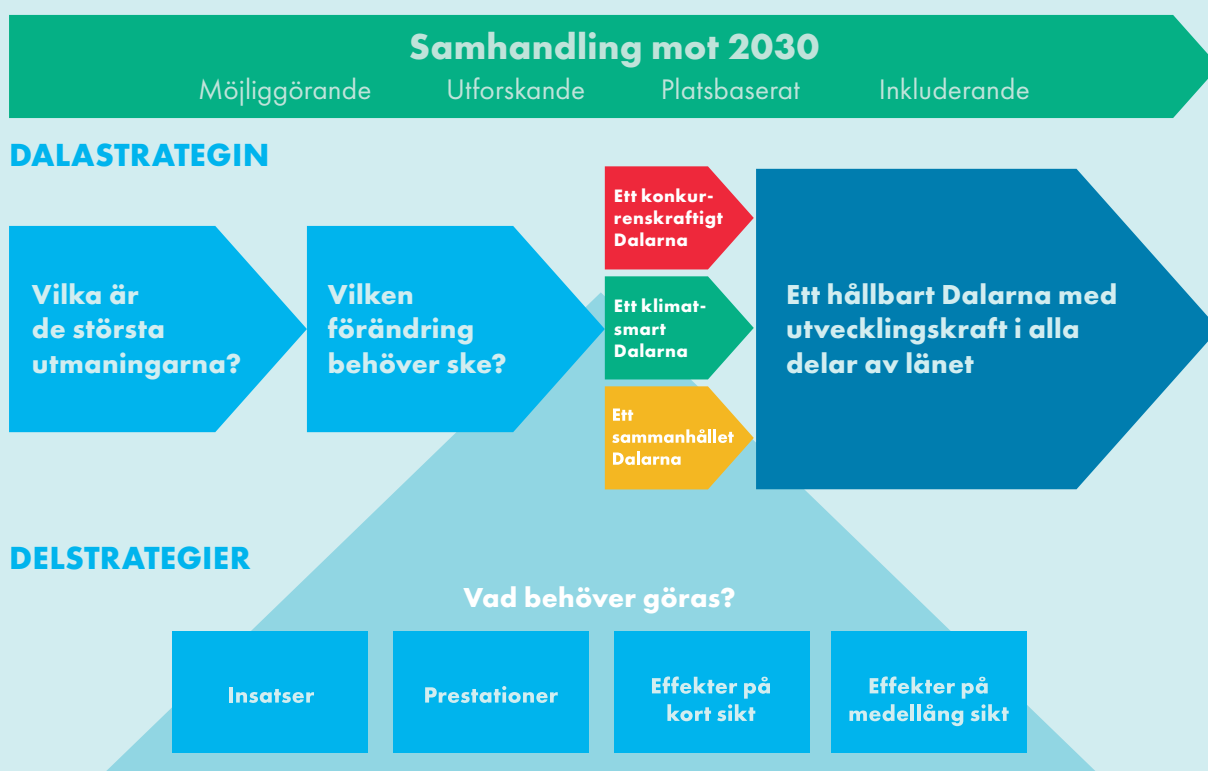 Samhandling mot 2030
Möjliggörande Utforskande Platsbaserat Inkluderande
DALASTRATEGIN
Vilka är
de största
utmaningarna?
Vilken
förändring
behöver ske?
Ett konkur-
renskraftigt
Dalarna
Ett klimat-
smart
Dalarna
Ett
sammanhållet
Dalarna
Ett hållbart Dalarna med
utvecklingskraft i alla
delar av länet
DELSTRATEGIER
Vad behöver göras?
Insatser
Prestationer
Effekter på
kort sikt
Effekter på
medellång sikt